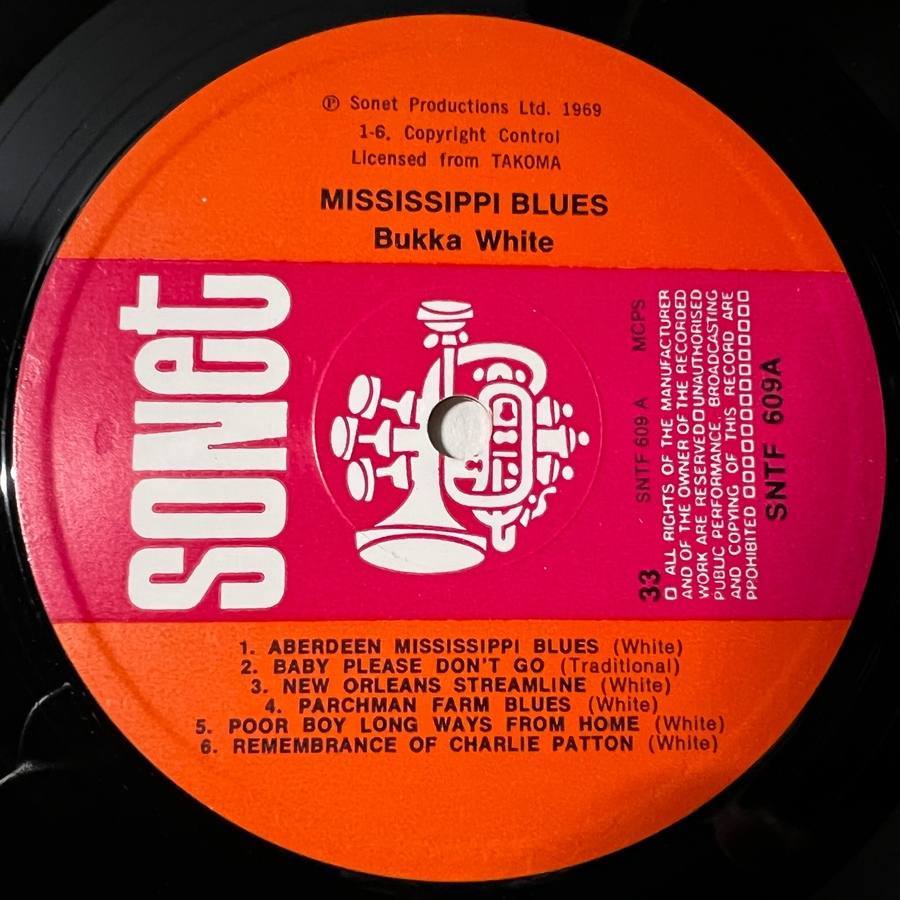 ℗ Sonet Productions Ltd. 1969
1-6. Copyright Control
Licensed from TAKOMA
MISSISSIPPI BLUES
Bukka White
sonet
SNTF 609 A MCPS
33
□ ALL RIGHTS OF THE MANUFACTURER
AND OF THE OWNER OF THE RECORDED
WORK ARE RESERVED □ UNAUTHORISED
PUBLIC PERFORMANCE, BROADCASTING
AND COPYING OF THIS RECORD ARE
PROHIBITED □□□□□□□□□□□□□□□□
SNTF 609A
1. ABERDEEN MISSISSIPPI BLUES (White)
2. BABY PLEASE DON'T GO (Traditional)
3. NEW ORLEANS STREAMLINE (White)
4. PARCHMAN FARM BLUES (White)
5. POOR BOY LONG WAYS FROM HOME (White)
6. REMEMBRANCE OF CHARLIE PATTON (White)